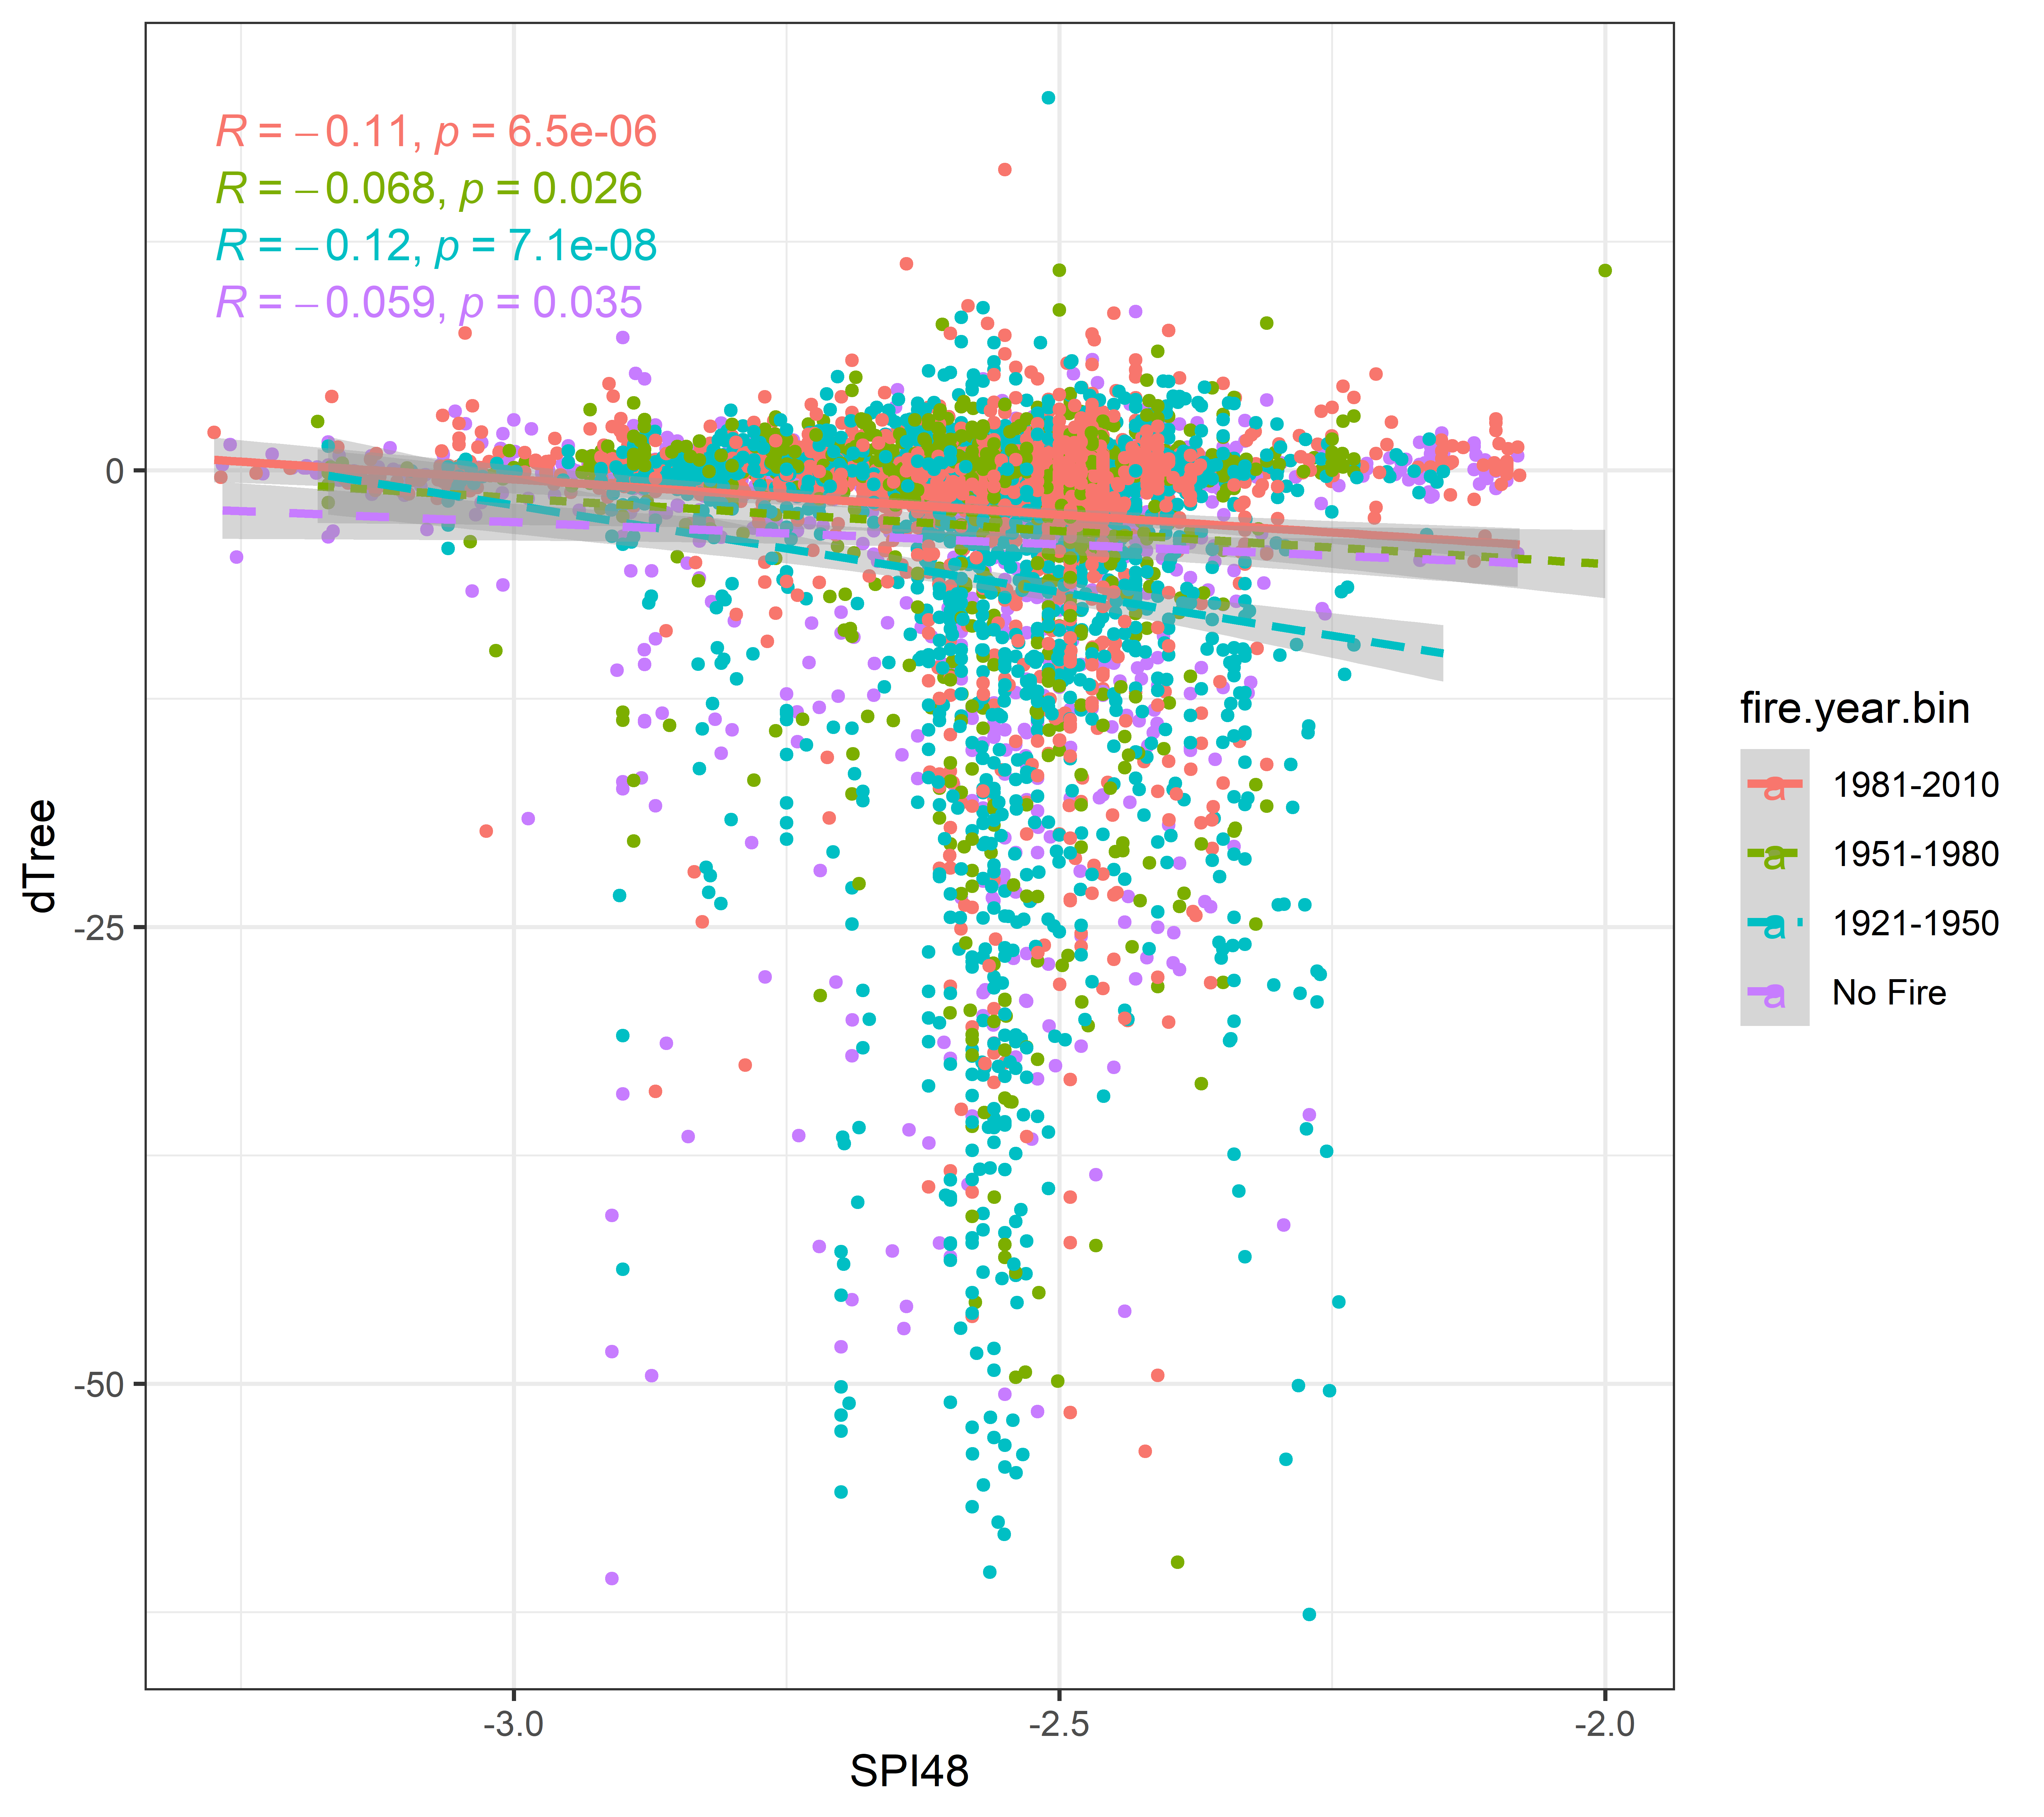 R = −0.11, p = 6.5e-06
R = −0.068, p = 0.026
R = −0.12, p = 7.1e-08
R = −0.059, p = 0.035
0
-25
-50
dTree
-3.0
-2.5
-2.0
SPI48
fire.year.bin
a 1981-2010
a 1951-1980
a 1921-1950
a No Fire